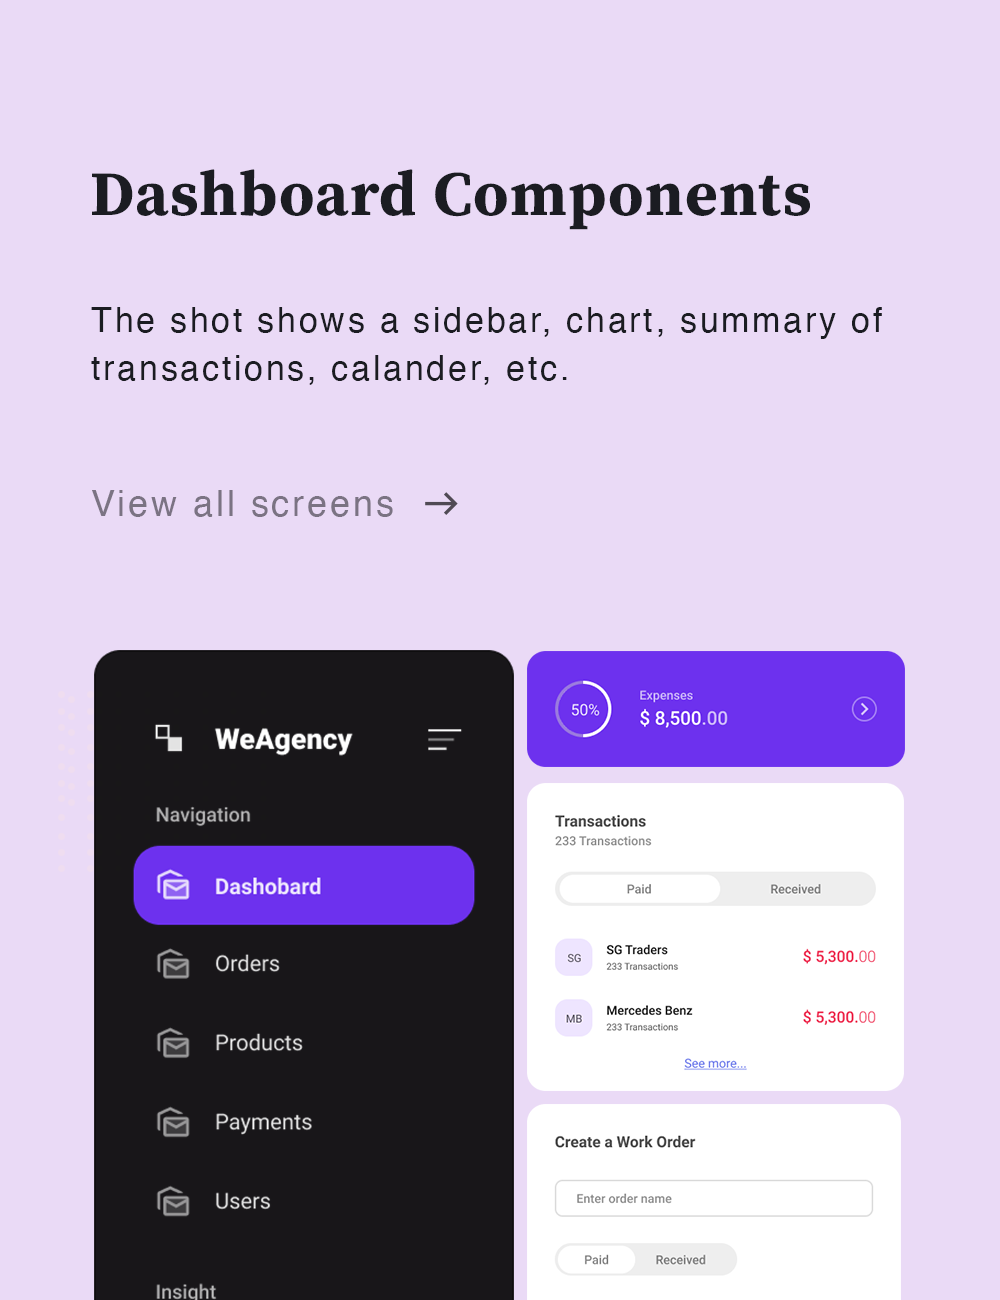 Dashboard Components
The shot shows a sidebar, chart, summary of
transactions, calander, etc.
View all screens →
WeAgency
Navigation
Dashobard
Orders
Products
Payments
Users
Insight
50%
Expenses
$ 8,500.00
Transactions
233 Transactions
Paid
Received
SG
SG Traders
233 Transactions
$ 5,300.00
MB
Mercedes Benz
233 Transactions
$ 5,300.00
See more...
Create a Work Order
Enter order name
Paid
Received